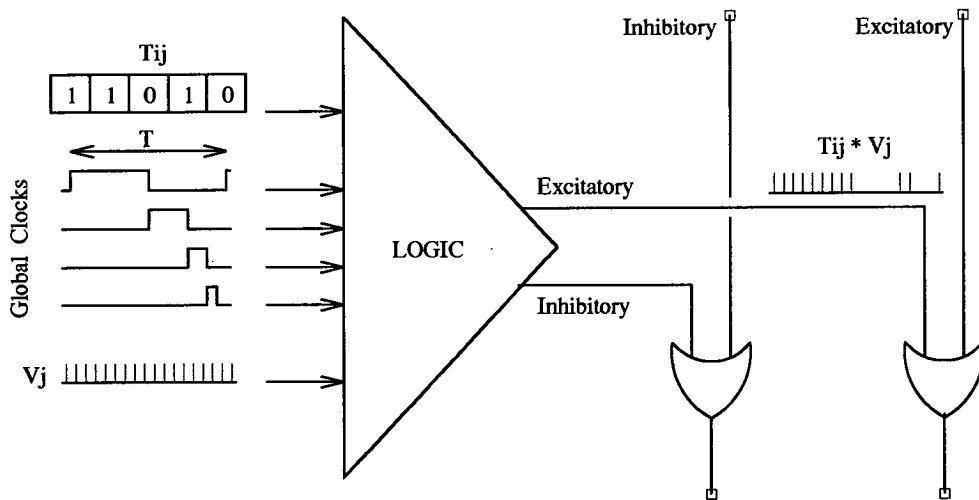 Tij
1 1 0 1 0
T
Global Clocks
Vj
LOGIC
Excitatory
Inhibitory
Inhibitory
Excitatory
Tij * Vj